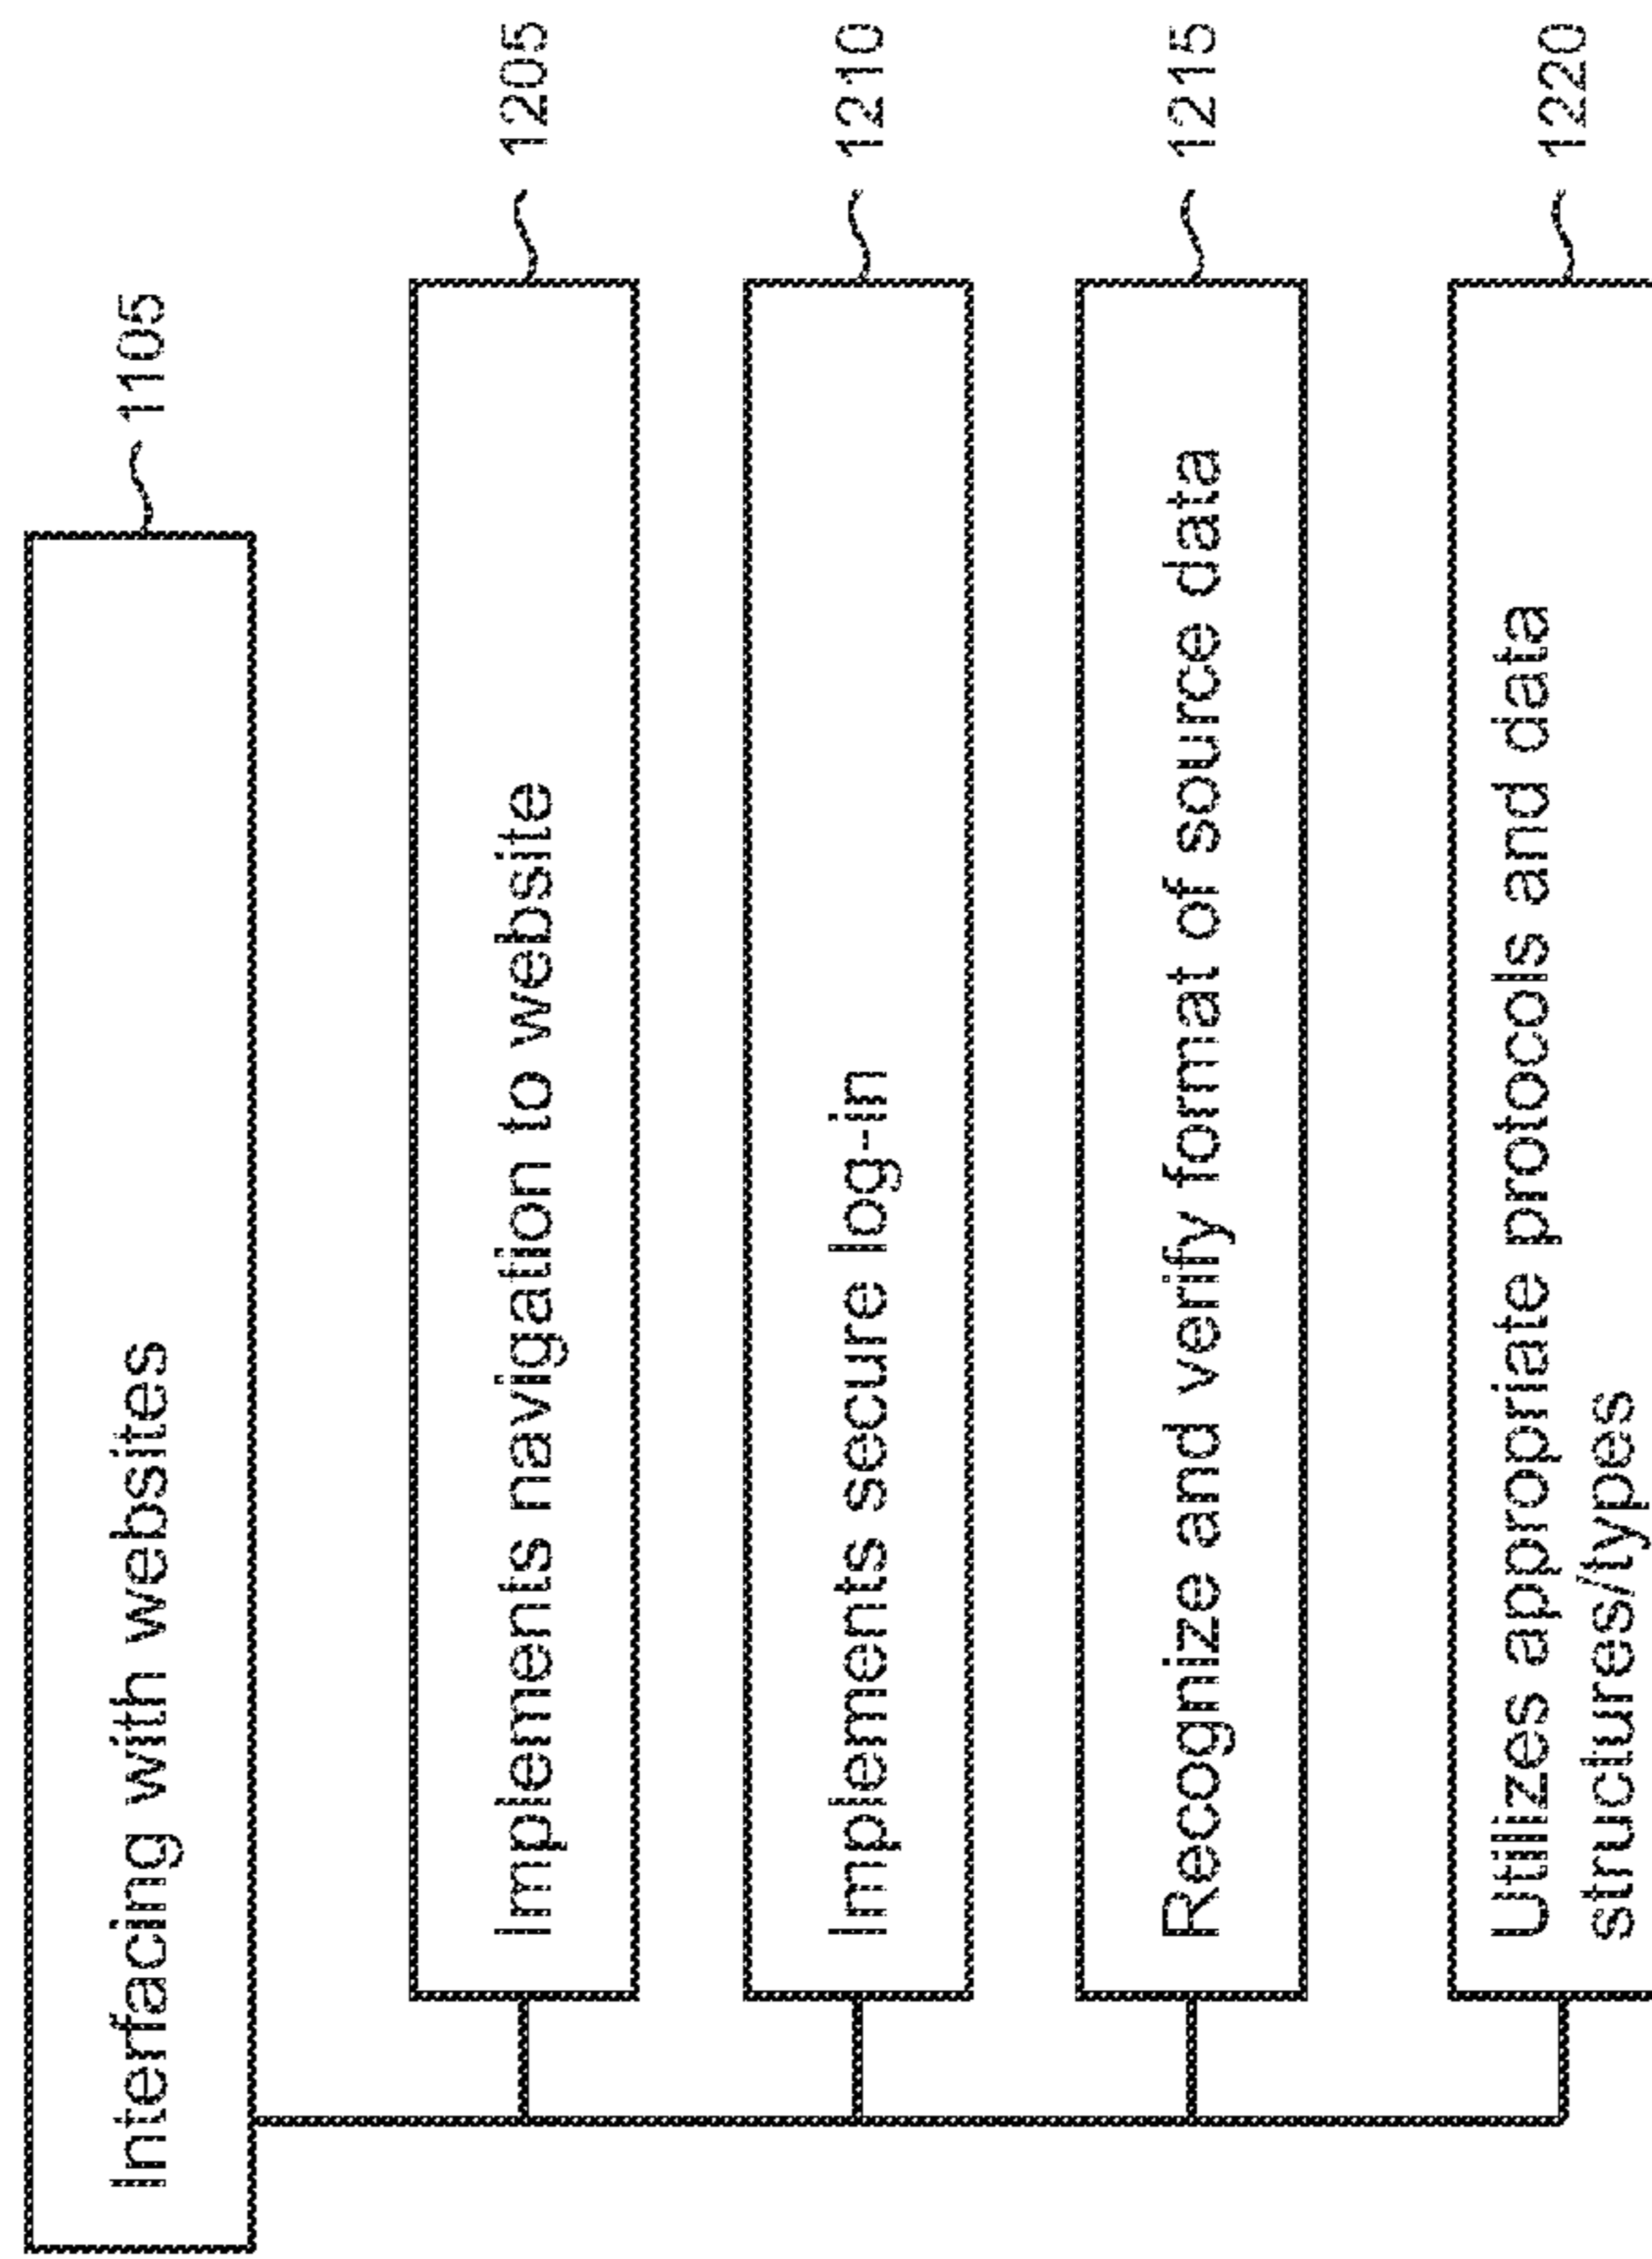 Interfacing with websites
1105
Implements navigation to website
1205
Implements secure log-in
1210
Recognize and verify format of source data
1215
Utilizes appropriate protocols and data
structures/types
1220